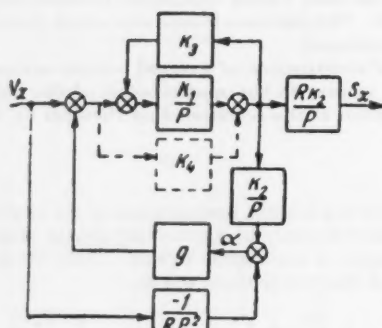 K₃
Vₓ
K₁
P
RK₂
P
Sₓ
K₄
K₂
P
g
α
-1
RP²